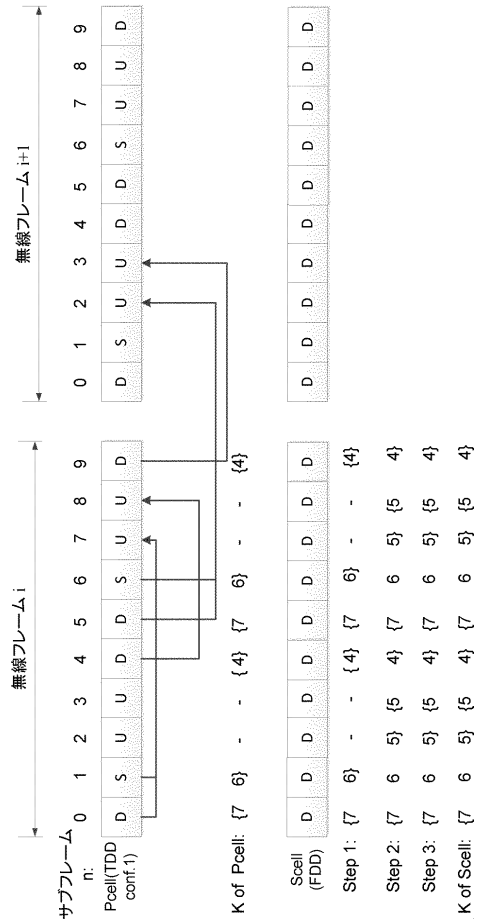 無線フレーム i 無線フレーム i+1
サブフレーム n: 0 1 2 3 4 5 6 7 8 9 0 1 2 3 4 5 6 7 8 9
Pcell(TDD conf.1) D S U U D D S U U D D S U U D D S U U D
K of Pcell: {7 6} - - { 4} {7 6} - - {4}
Scell (FDD) D D D D D D D D D D D D D D D D D D D D
Step 1: {7 6} - - { 4} {7 6} - - {4}
Step 2: {7 6 5} {5 4} {7 6 5} {5 4}
Step 3: {7 6 5} {5 4} {7 6 5} {5 4}
K of Scell: {7 6 5} {5 4} {7 6 5} {5 4}